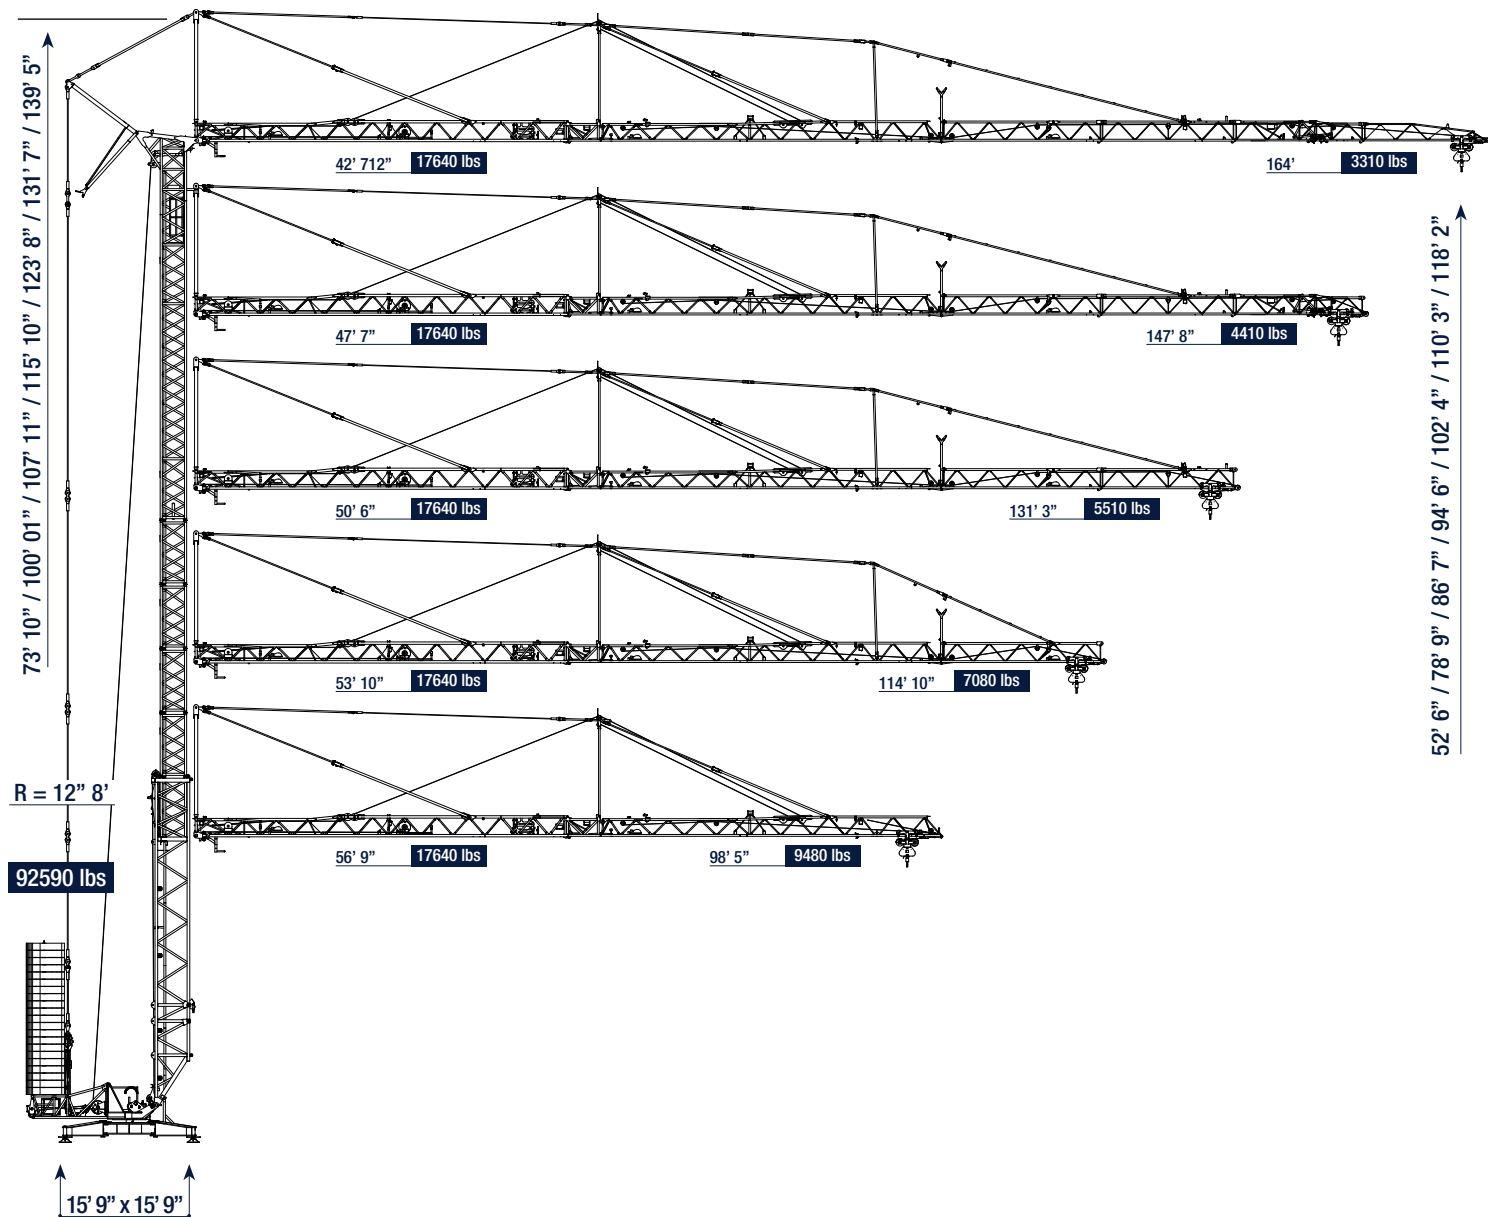 73’ 10” / 100’ 01” / 107’ 11” / 115’ 10” / 123’ 8” / 131’ 7” / 139’ 5”
42’ 712” 17640 lbs 164’ 3310 lbs
47’ 7” 17640 lbs 147’ 8” 4410 lbs
50’ 6” 17640 lbs 131’ 3” 5510 lbs
53’ 10” 17640 lbs 114’ 10” 7080 lbs
56’ 9” 17640 lbs 98’ 5” 9480 lbs
52’ 6” / 78’ 9” / 86’ 7” / 94’ 6” / 102’ 4” / 110’ 3” / 118’ 2”
R = 12” 8’
92590 lbs
15’ 9” x 15’ 9”